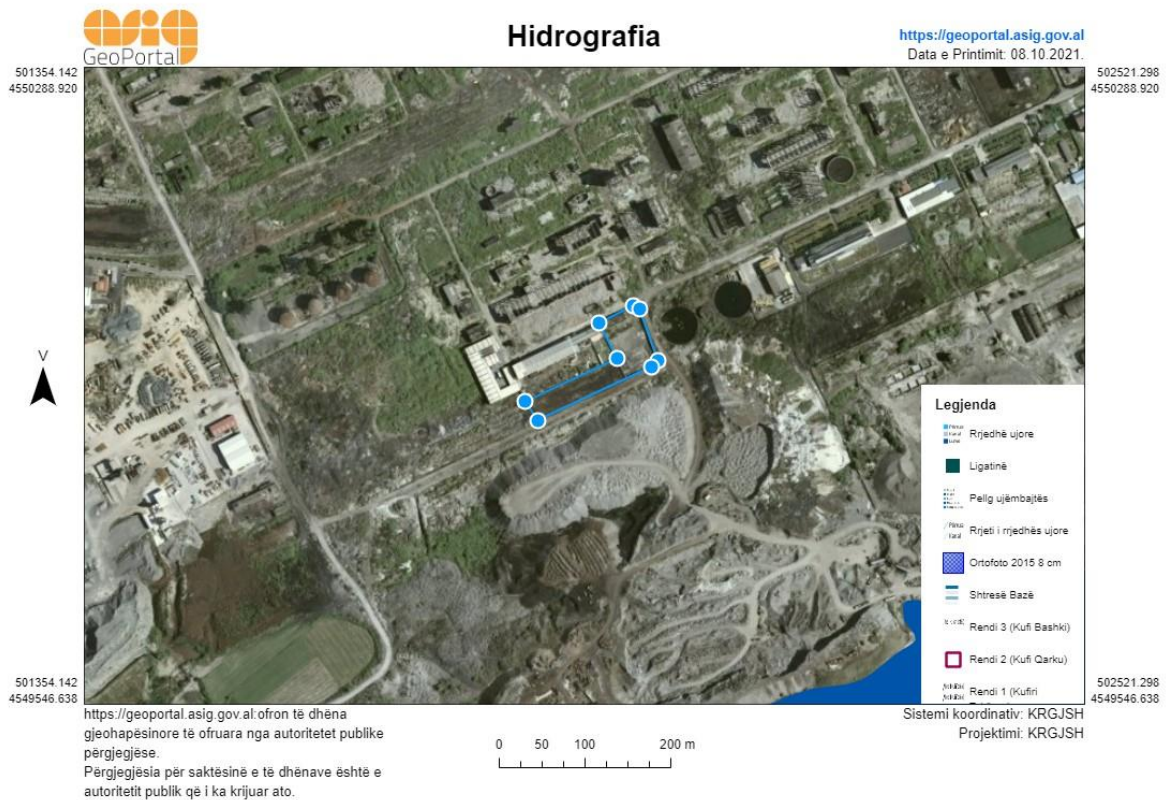 asig
GeoPortal
Hidrografia
https://geoportal.asig.gov.al
Data e Printimit: 08.10.2021.
501354.142
4550288.920
502521.298
4550288.920
V
Legjenda
Rrjedhë ujore
Ligatinë
Pellg ujëmbajtës
Rrjeti i rrjedhës ujore
Ortofoto 2015 8 cm
Shtresë Bazë
Rendi 3 (Kufi Bashki)
Rendi 2 (Kufi Qarku)
Rendi 1 (Kufiri
501354.142
4549546.638
502521.298
4549546.638
https://geoportal.asig.gov.al:ofron të dhëna
gjeohapësinore të ofruara nga autoritetet publike
përgjegjëse.
Përgjegjësia për saktësinë e të dhënave është e
autoritetit publik që i ka krijuar ato.
0 50 100 200 m
Sistemi koordinativ: KRGJSH
Projektimi: KRGJSH